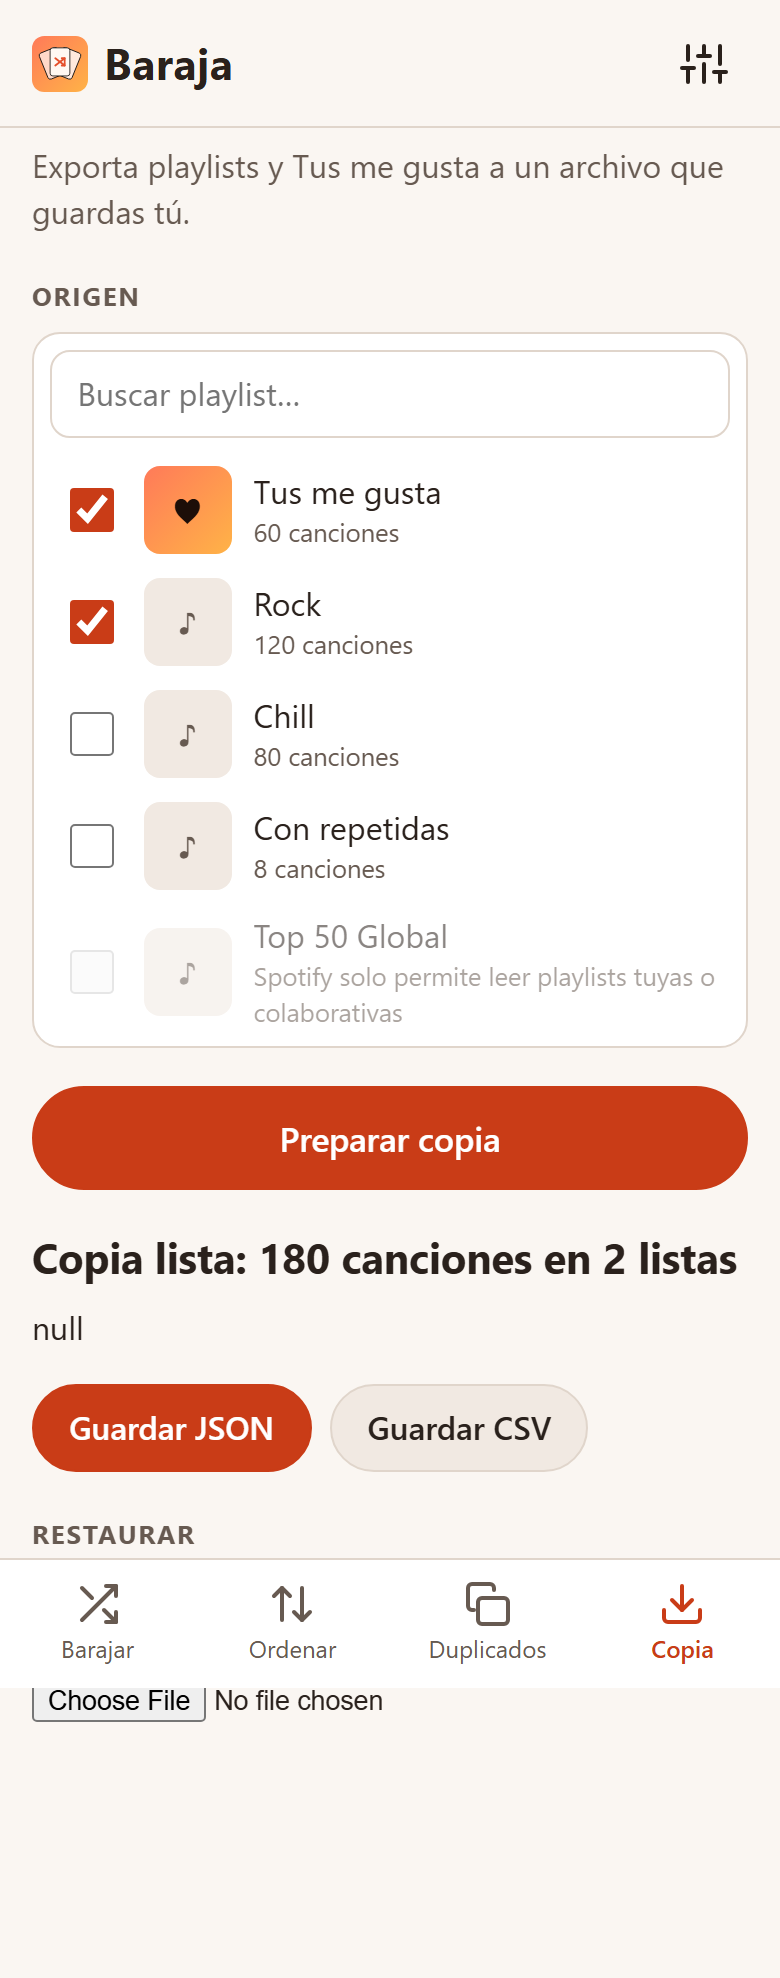 Baraja
Exporta playlists y Tus me gusta a un archivo que
guardas tú.
ORIGEN
Buscar playlist...
Tus me gusta
60 canciones
Rock
120 canciones
Chill
80 canciones
Con repetidas
8 canciones
Top 50 Global
Spotify solo permite leer playlists tuyas o
colaborativas
Preparar copia
Copia lista: 180 canciones en 2 listas
null
Guardar JSON
Guardar CSV
RESTAURAR
Barajar
Ordenar
Duplicados
Copia
Choose File No file chosen